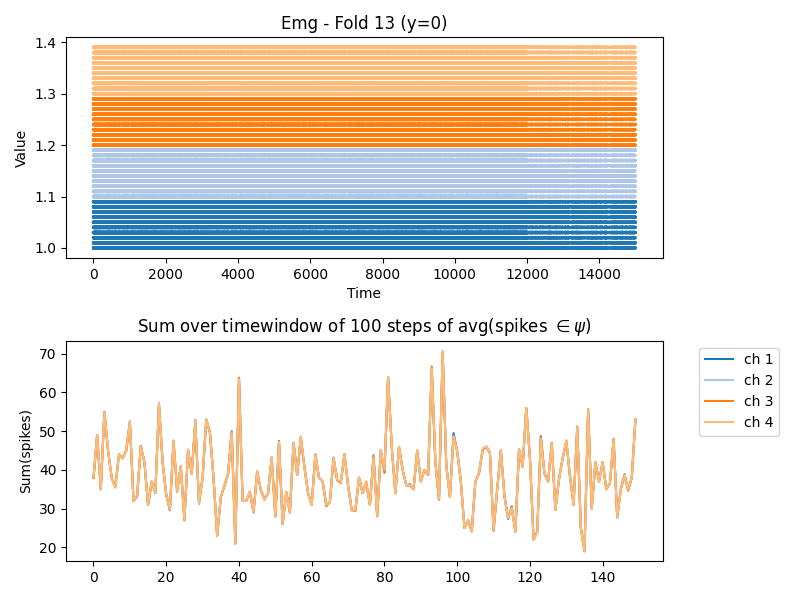 Emg - Fold 13 (y=0)
Value
1.4
1.3
1.2
1.1
1.0
0 2000 4000 6000 8000 10000 12000 14000
Time
Sum over timewindow of 100 steps of avg(spikes ∈ ψ)
Sum(spikes)
70
60
50
40
30
20
0 20 40 60 80 100 120 140
ch 1
ch 2
ch 3
ch 4